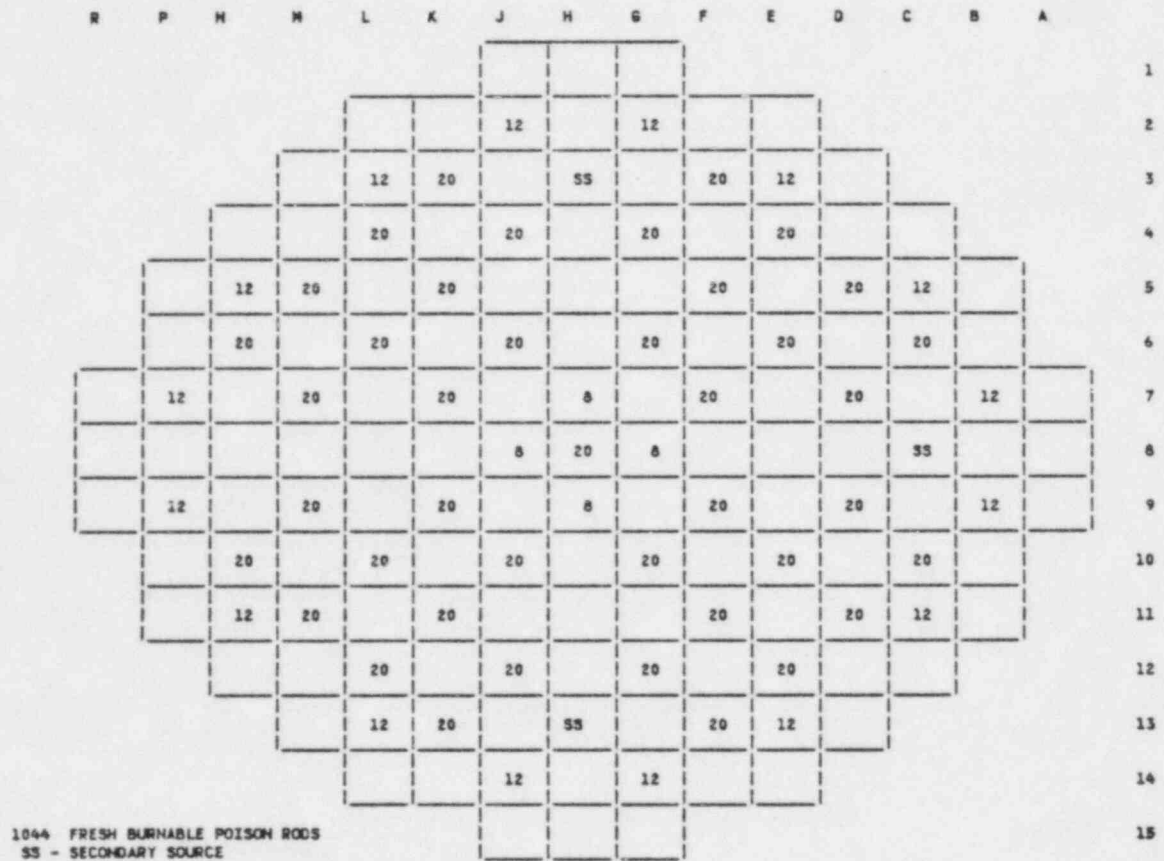 R P N M L K J H G F E D C B A
1
12 12 2
12 20 SS 20 12 3
20 20 20 20 4
12 20 20 20 20 12 5
20 20 20 20 20 20 6
12 20 20 8 20 20 12 7
8 20 8 SS 8
12 20 20 8 20 20 12 9
20 20 20 20 20 20 10
12 20 20 20 20 12 11
20 20 20 20 12
12 20 SS 20 12 13
12 12 14
1044 FRESH BURNABLE POISON RODS 15
SS - SECONDARY SOURCE